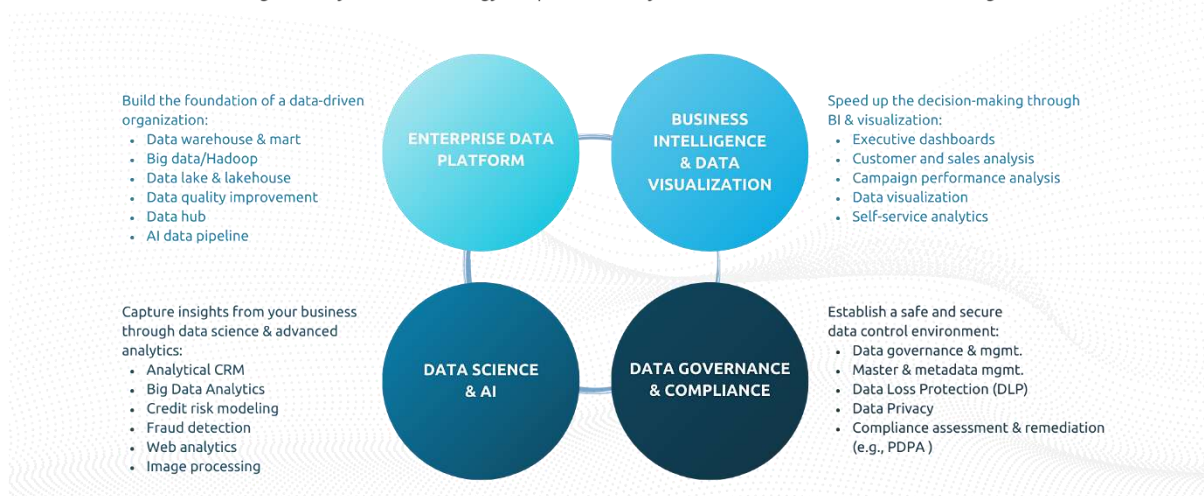 Build the foundation of a data-driven
organization:
• Data warehouse & mart
• Big data/Hadoop
• Data lake & lakehouse
• Data quality improvement
• Data hub
• AI data pipeline
ENTERPRISE DATA
PLATFORM
BUSINESS
INTELLIGENCE
& DATA
VISUALIZATION
Speed up the decision-making through
BI & visualization:
• Executive dashboards
• Customer and sales analysis
• Campaign performance analysis
• Data visualization
• Self-service analytics
Capture insights from your business
through data science & advanced
analytics:
• Analytical CRM
• Big Data Analytics
• Credit risk modeling
• Fraud detection
• Web analytics
• Image processing
DATA SCIENCE
& AI
DATA GOVERNANCE
& COMPLIANCE
Establish a safe and secure
data control environment:
• Data governance & mgmt.
• Master & metadata mgmt.
• Data Loss Protection (DLP)
• Data Privacy
• Compliance assessment & remediation
(e.g., PDPA )